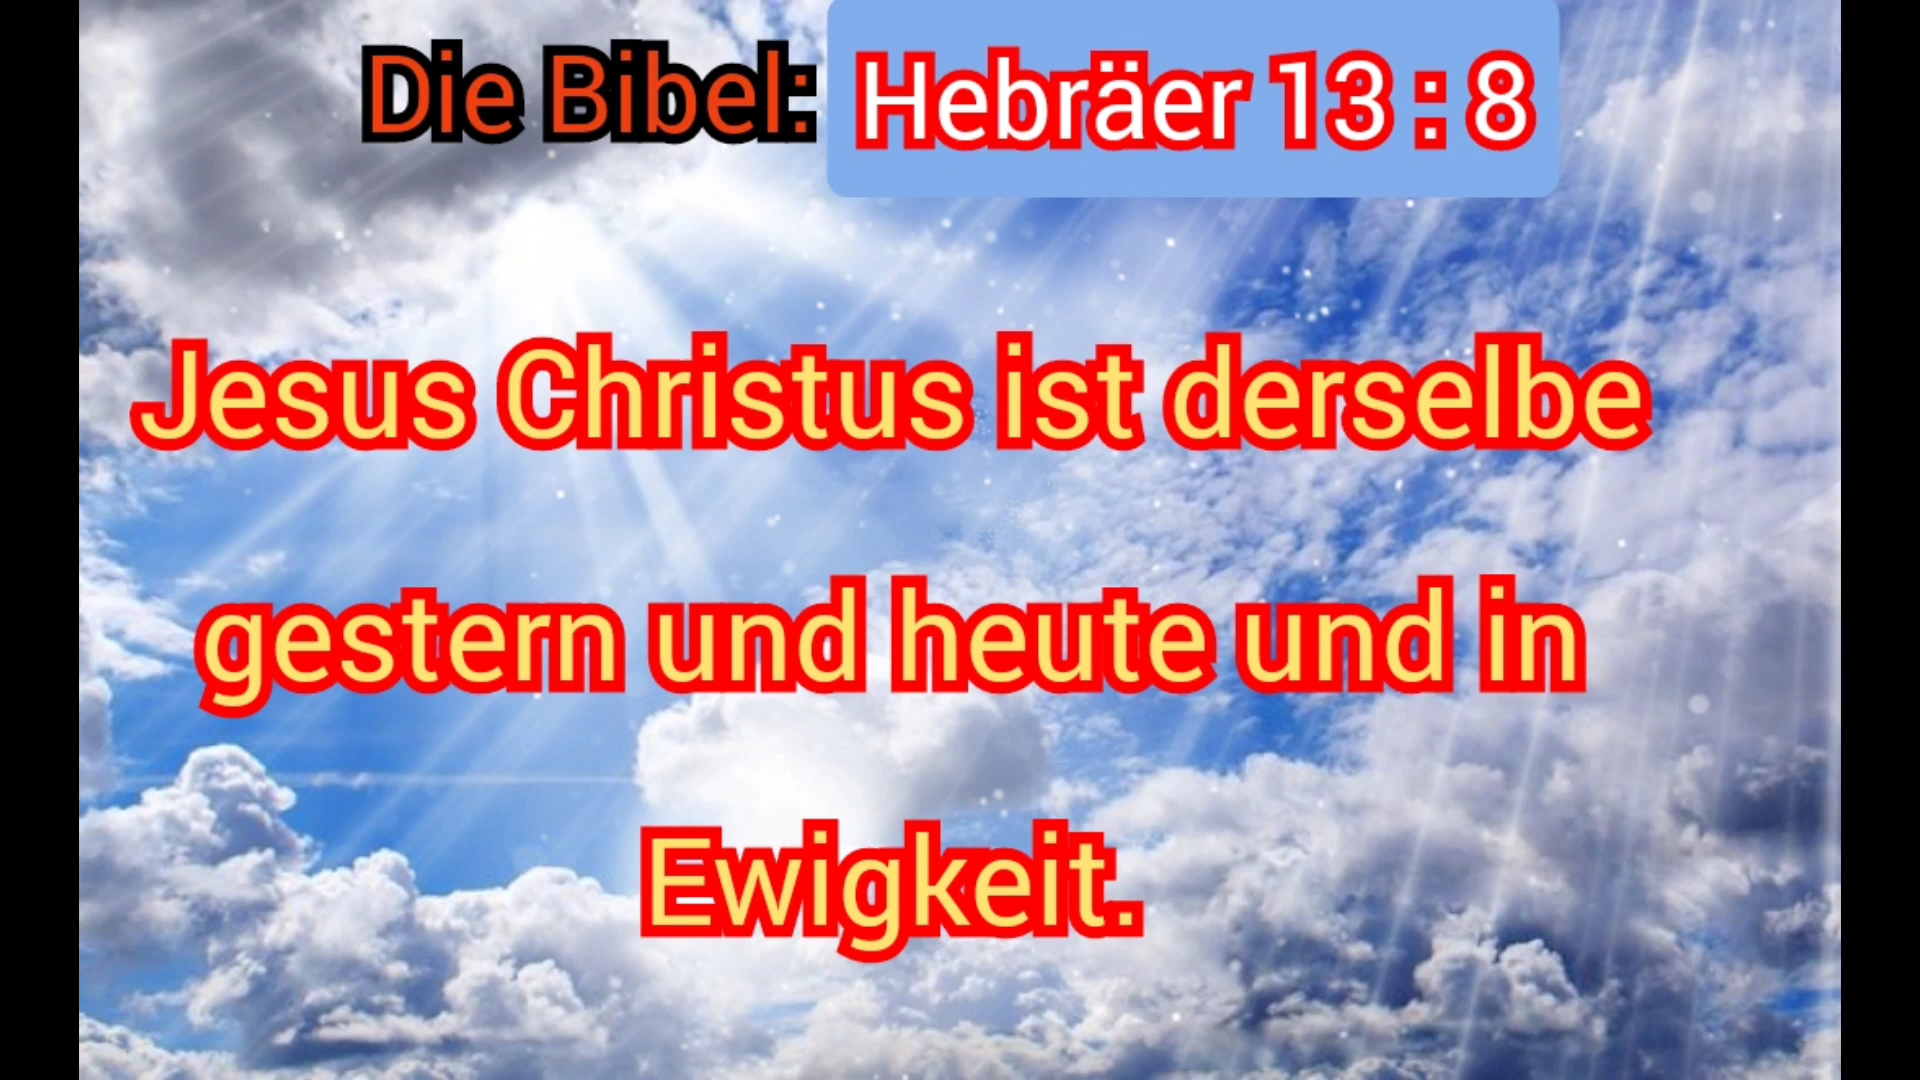 Die Bibel: Hebräer 13 : 8
Jesus Christus ist derselbe
gestern und heute und in
Ewigkeit.